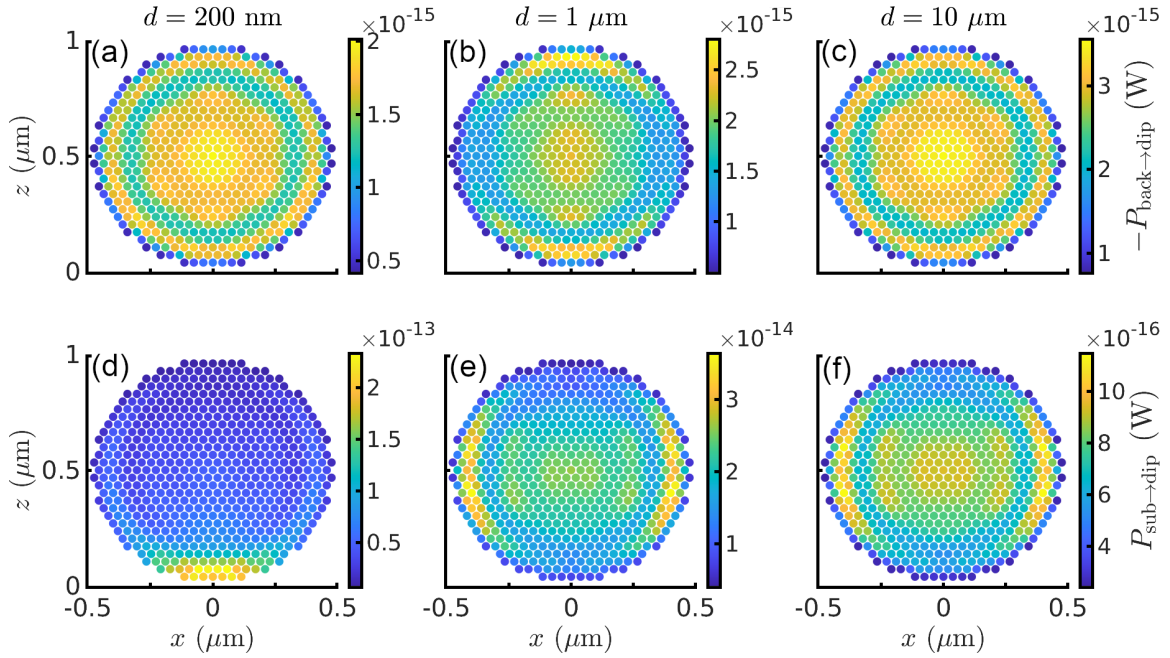 d = 200 nm
d = 1 μm
d = 10 μm
×10⁻¹⁵
×10⁻¹⁵
×10⁻¹⁵
(a)
(b)
(c)
1
0.5
0
z (μm)
2
1.5
1
0.5
2.5
2
1.5
1
3
2
1
−P_back→dip (W)
×10⁻¹³
×10⁻¹⁴
×10⁻¹⁶
(d)
(e)
(f)
1
0.5
0
z (μm)
2
1.5
1
0.5
3
2
1
10
8
6
4
P_sub→dip (W)
-0.5 0 0.5
-0.5 0 0.5
-0.5 0 0.5
x (μm)
x (μm)
x (μm)